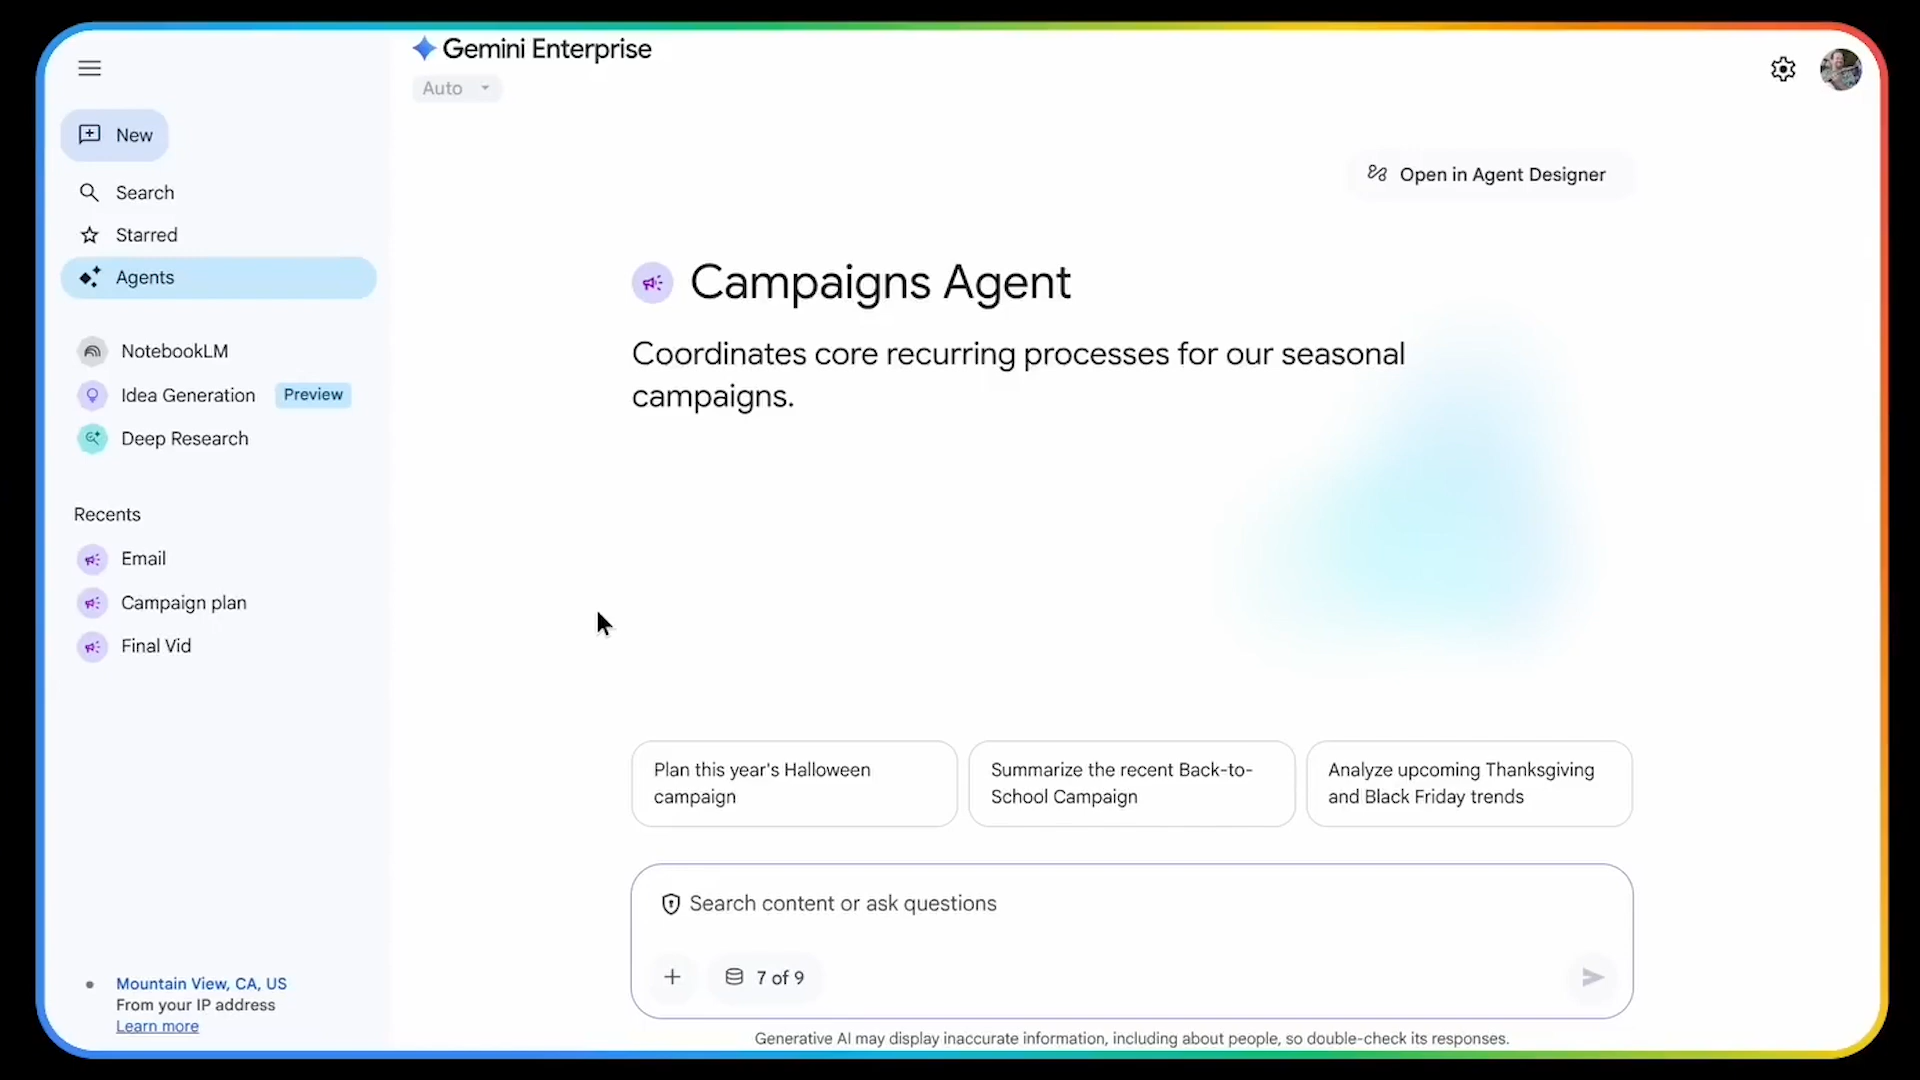 Gemini Enterprise
Auto
New
Search
Starred
Agents
NotebookLM
Idea Generation Preview
Deep Research
Recents
Email
Campaign plan
Final Vid
Mountain View, CA, US
From your IP address
Learn more
Open in Agent Designer
Campaigns Agent
Coordinates core recurring processes for our seasonal
campaigns.
Plan this year's Halloween
campaign
Summarize the recent Back-to-
School Campaign
Analyze upcoming Thanksgiving
and Black Friday trends
Search content or ask questions
7 of 9
Generative AI may display inaccurate information, including about people, so double-check its responses.